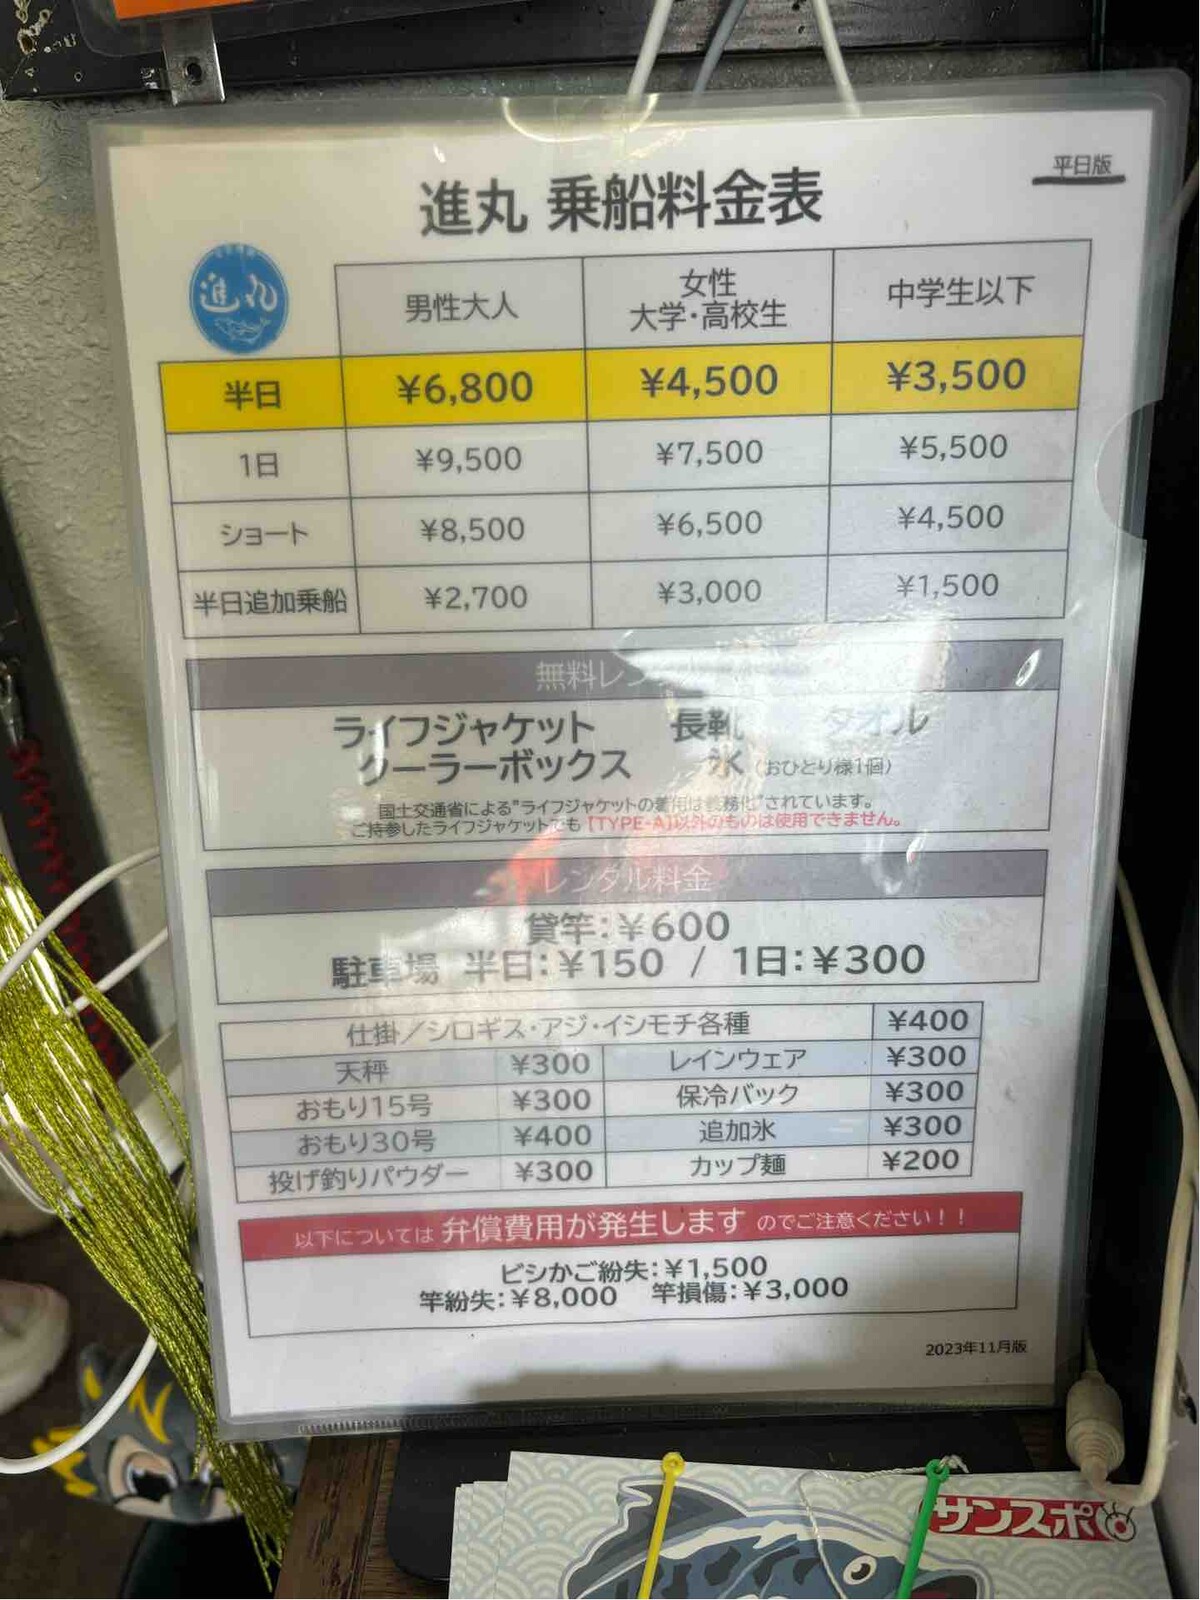 平日版
進丸 乗船料金表
進丸
男性大人 女性 大学・高校生 中学生以下
半日 ¥6,800 ¥4,500 ¥3,500
1日 ¥9,500 ¥7,500 ¥5,500
ショート ¥8,500 ¥6,500 ¥4,500
半日追加乗船 ¥2,700 ¥3,000 ¥1,500
無料レン
ライフジャケット 長靴 タオル
クーラーボックス 氷 (おひとり様1個)
国土交通省による"ライフジャケットの着用は義務化"されています。
ご持参したライフジャケットでも【TYPE-A】以外のものは使用できません。
レンタル料金
貸竿:¥600
駐車場 半日:¥150 / 1日:¥300
仕掛/シロギス・アジ・イシモチ各種 ¥400
天秤 ¥300 レインウェア ¥300
おもり15号 ¥300 保冷バック ¥300
おもり30号 ¥400 追加氷 ¥300
投げ釣りパウダー ¥300 カップ麺 ¥200
以下については 弁償費用が発生します のでご注意ください!!
ビシかご紛失:¥1,500
竿紛失:¥8,000 竿損傷:¥3,000
2023年11月版
サンスポ